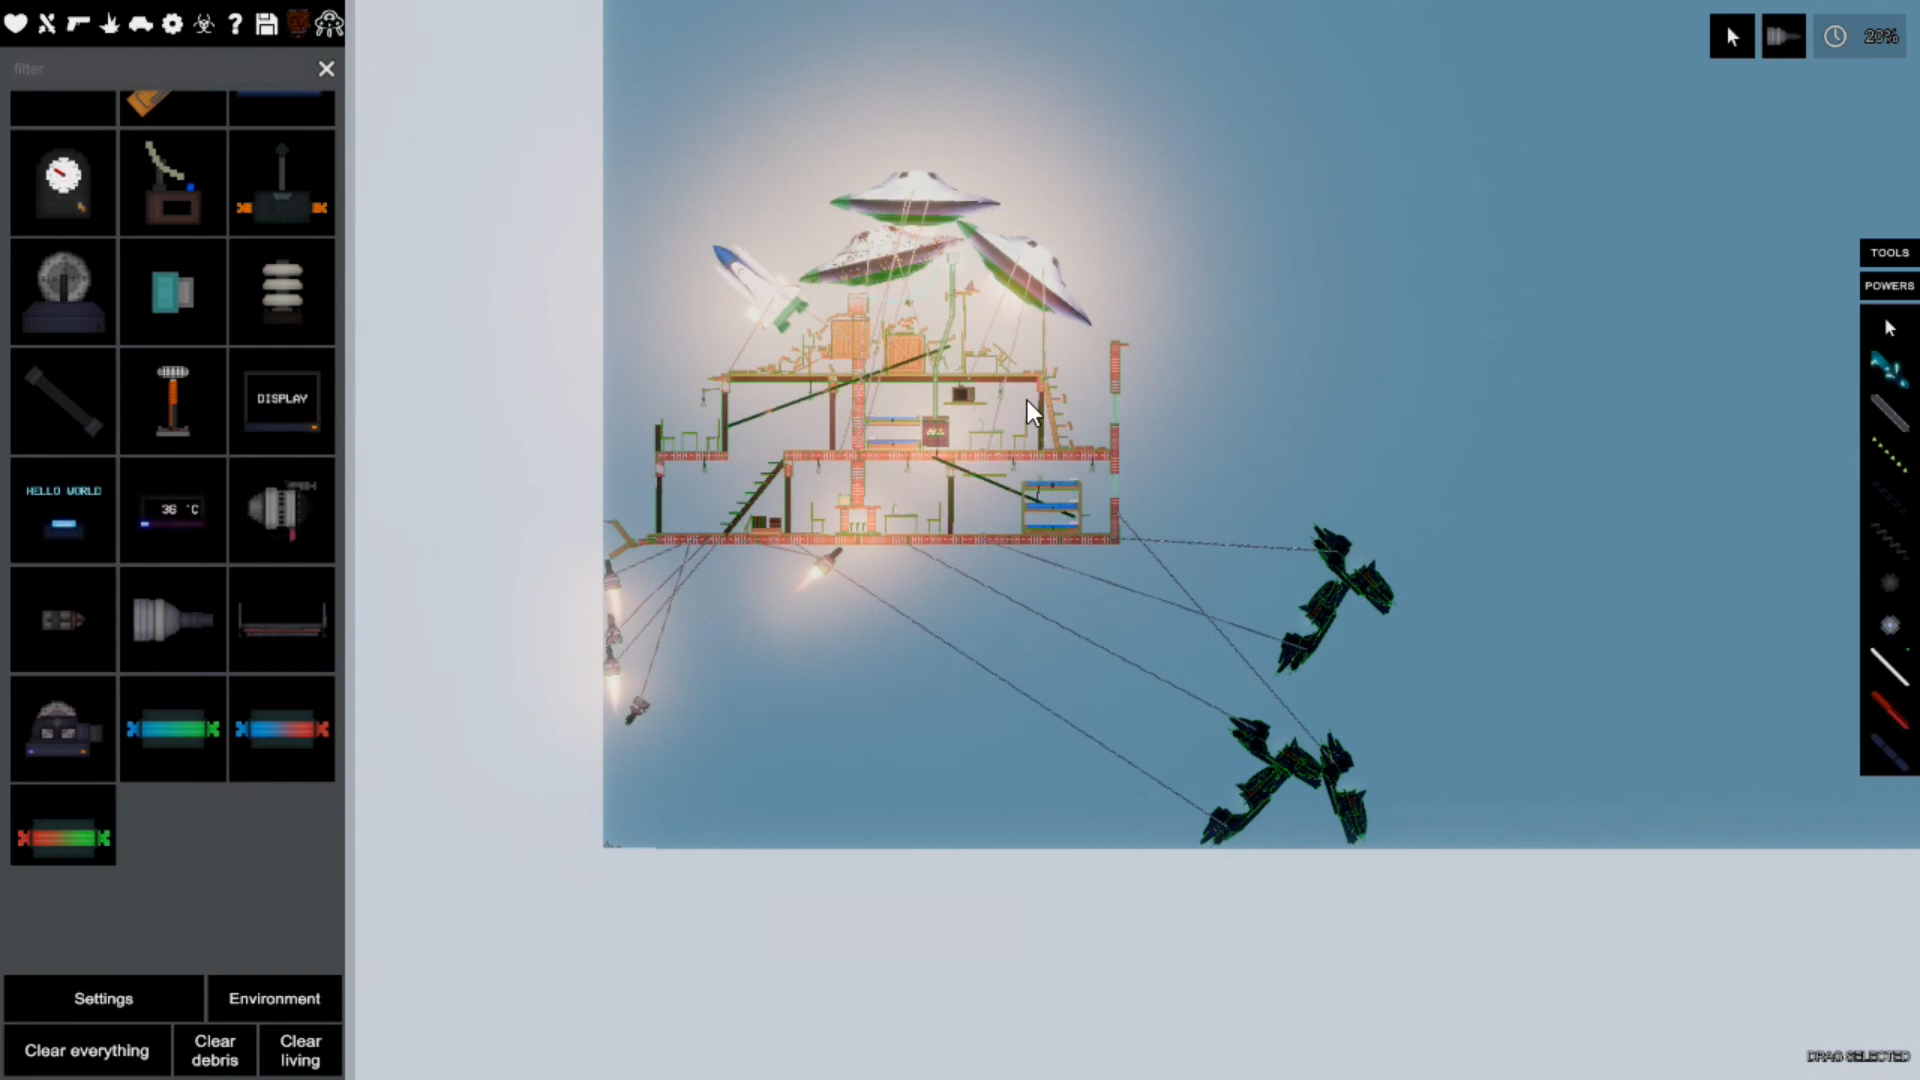 filter
20%
TOOLS
POWERS
DISPLAY
HELLO WORLD
36 °C
Settings
Environment
Clear everything
Clear debris
Clear living
DRAG SELECTED